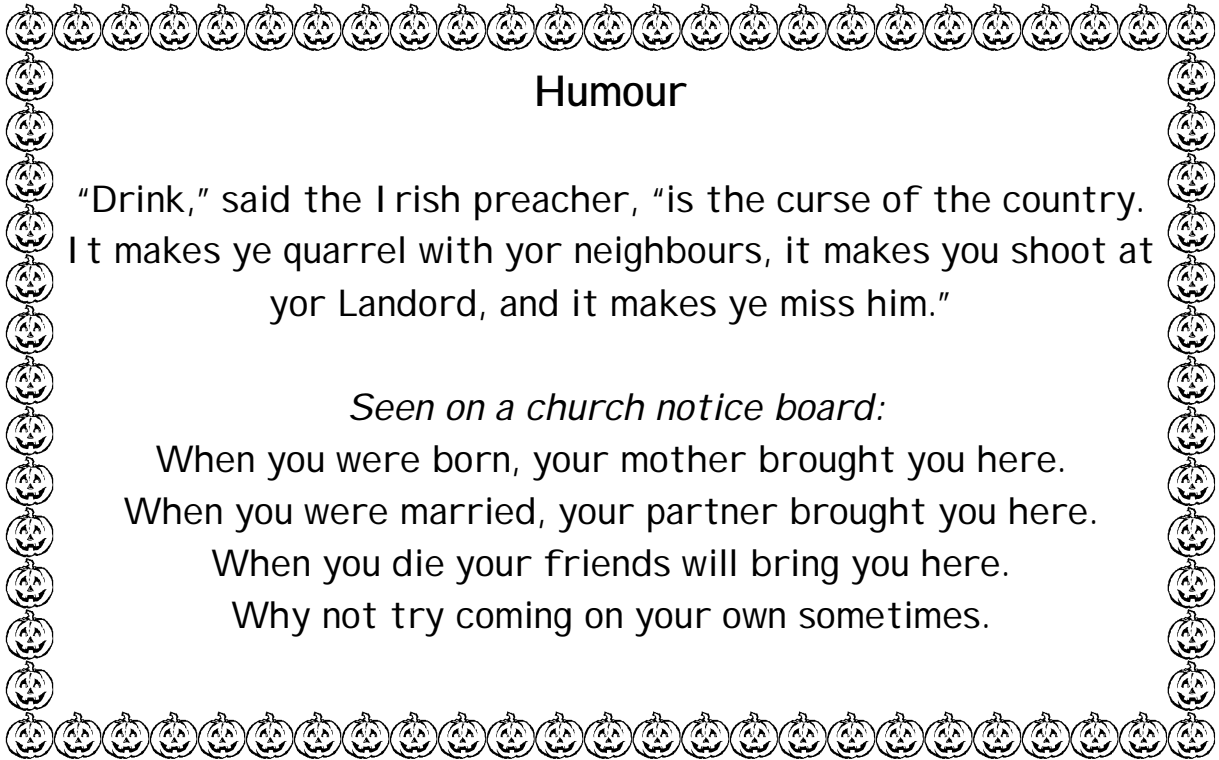 Humour
“Drink,” said the Irish preacher, “is the curse of the country.
It makes ye quarrel with yor neighbours, it makes you shoot at
yor Landord, and it makes ye miss him.”
Seen on a church notice board:
When you were born, your mother brought you here.
When you were married, your partner brought you here.
When you die your friends will bring you here.
Why not try coming on your own sometimes.